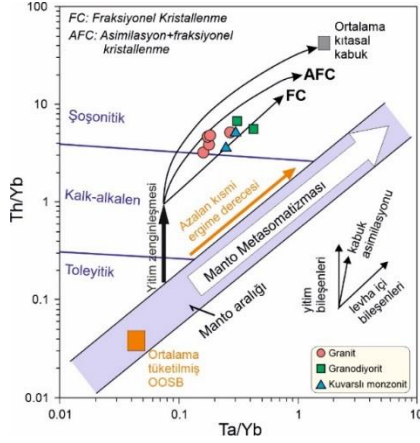 FC: Fraksiyonel Kristallenme
AFC: Asimilasyon+fraksiyonel
kristallenme
Ortalama
kıtasal
kabuk
AFC
FC
Şoşonitik
Kalk-alkalen
Toleyitik
Yitim zenginleşmesi
Azalan kısmi
ergime derecesi
Manto Metasomatizması
Manto aralığı
yitim
bileşenleri
kabuk
asimilasyonu
levha içi
bileşenleri
Ortalama
tüketilmiş
OOSB
Granit
Granodiyorit
Kuvarslı monzonit
Th/Yb
100
10
1
0.1
0.01
0.01
0.1
1
10
Ta/Yb